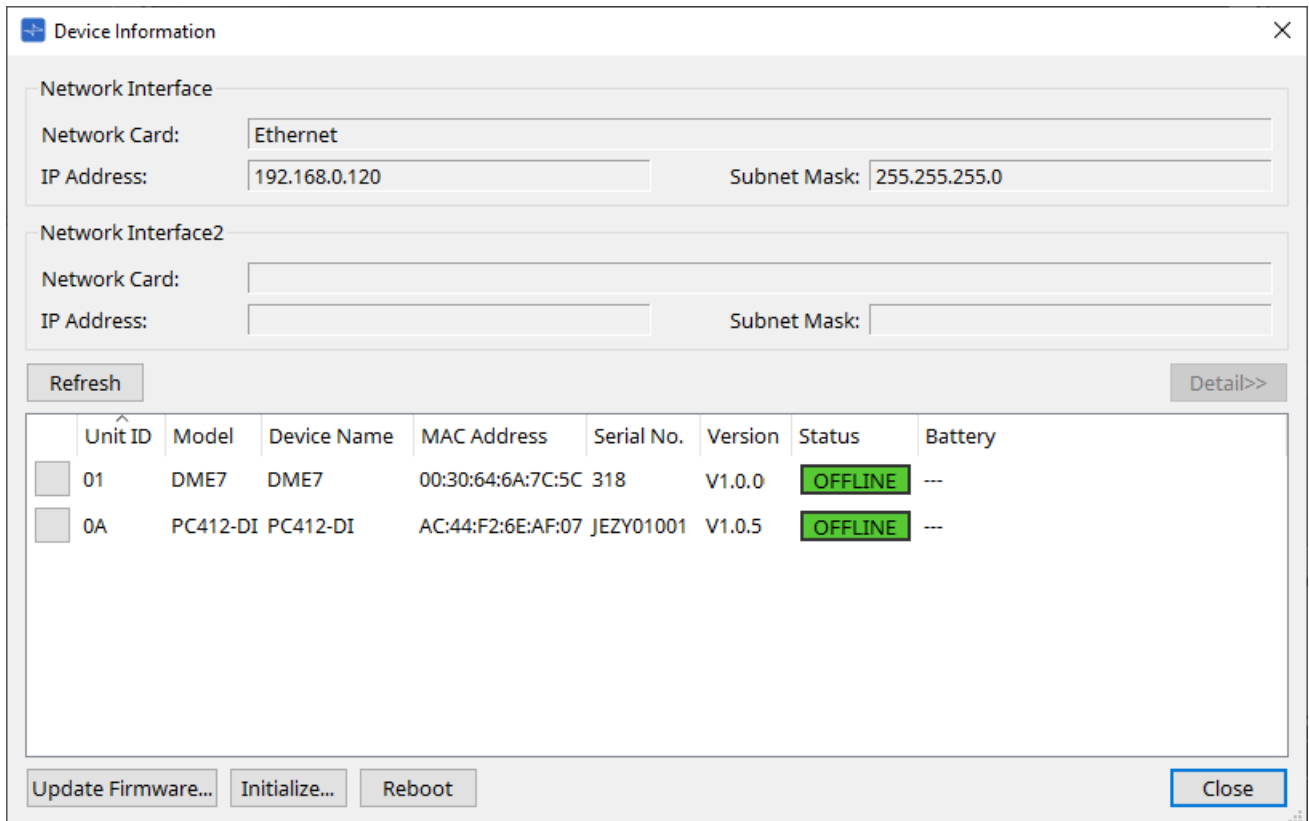 Device Information
Network Interface
Network Card: Ethernet
IP Address: 192.168.0.120 Subnet Mask: 255.255.255.0
Network Interface2
Network Card:
IP Address: Subnet Mask:
Refresh Detail>>
Unit ID Model Device Name MAC Address Serial No. Version Status Battery
01 DME7 DME7 00:30:64:6A:7C:5C 318 V1.0.0 OFFLINE ---
0A PC412-DI PC412-DI AC:44:F2:6E:AF:07 JEZY01001 V1.0.5 OFFLINE ---
Update Firmware... Initialize... Reboot Close